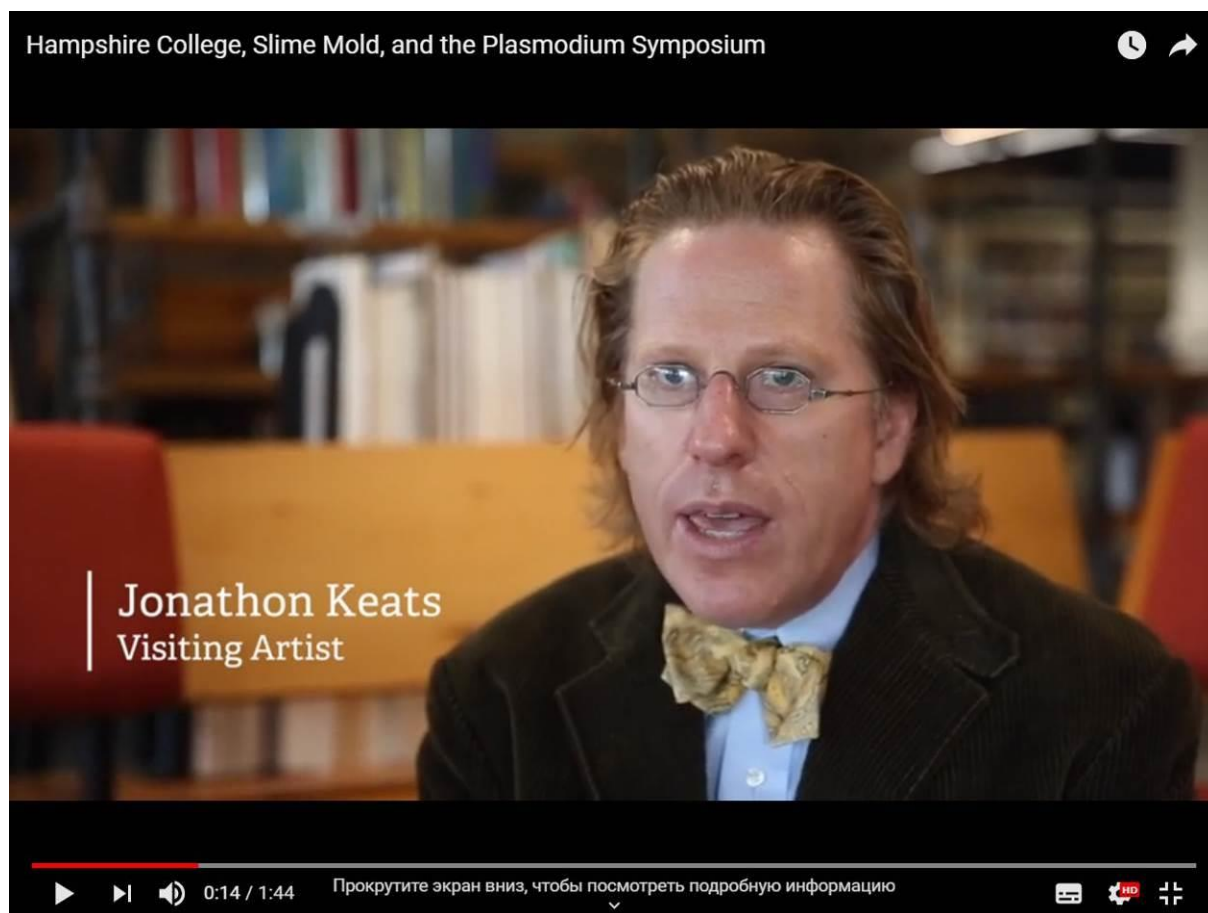 Hampshire College, Slime Mold, and the Plasmodium Symposium
Jonathon Keats
Visiting Artist
0:14 / 1:44
Прокрутите экран вниз, чтобы посмотреть подробную информацию
HD